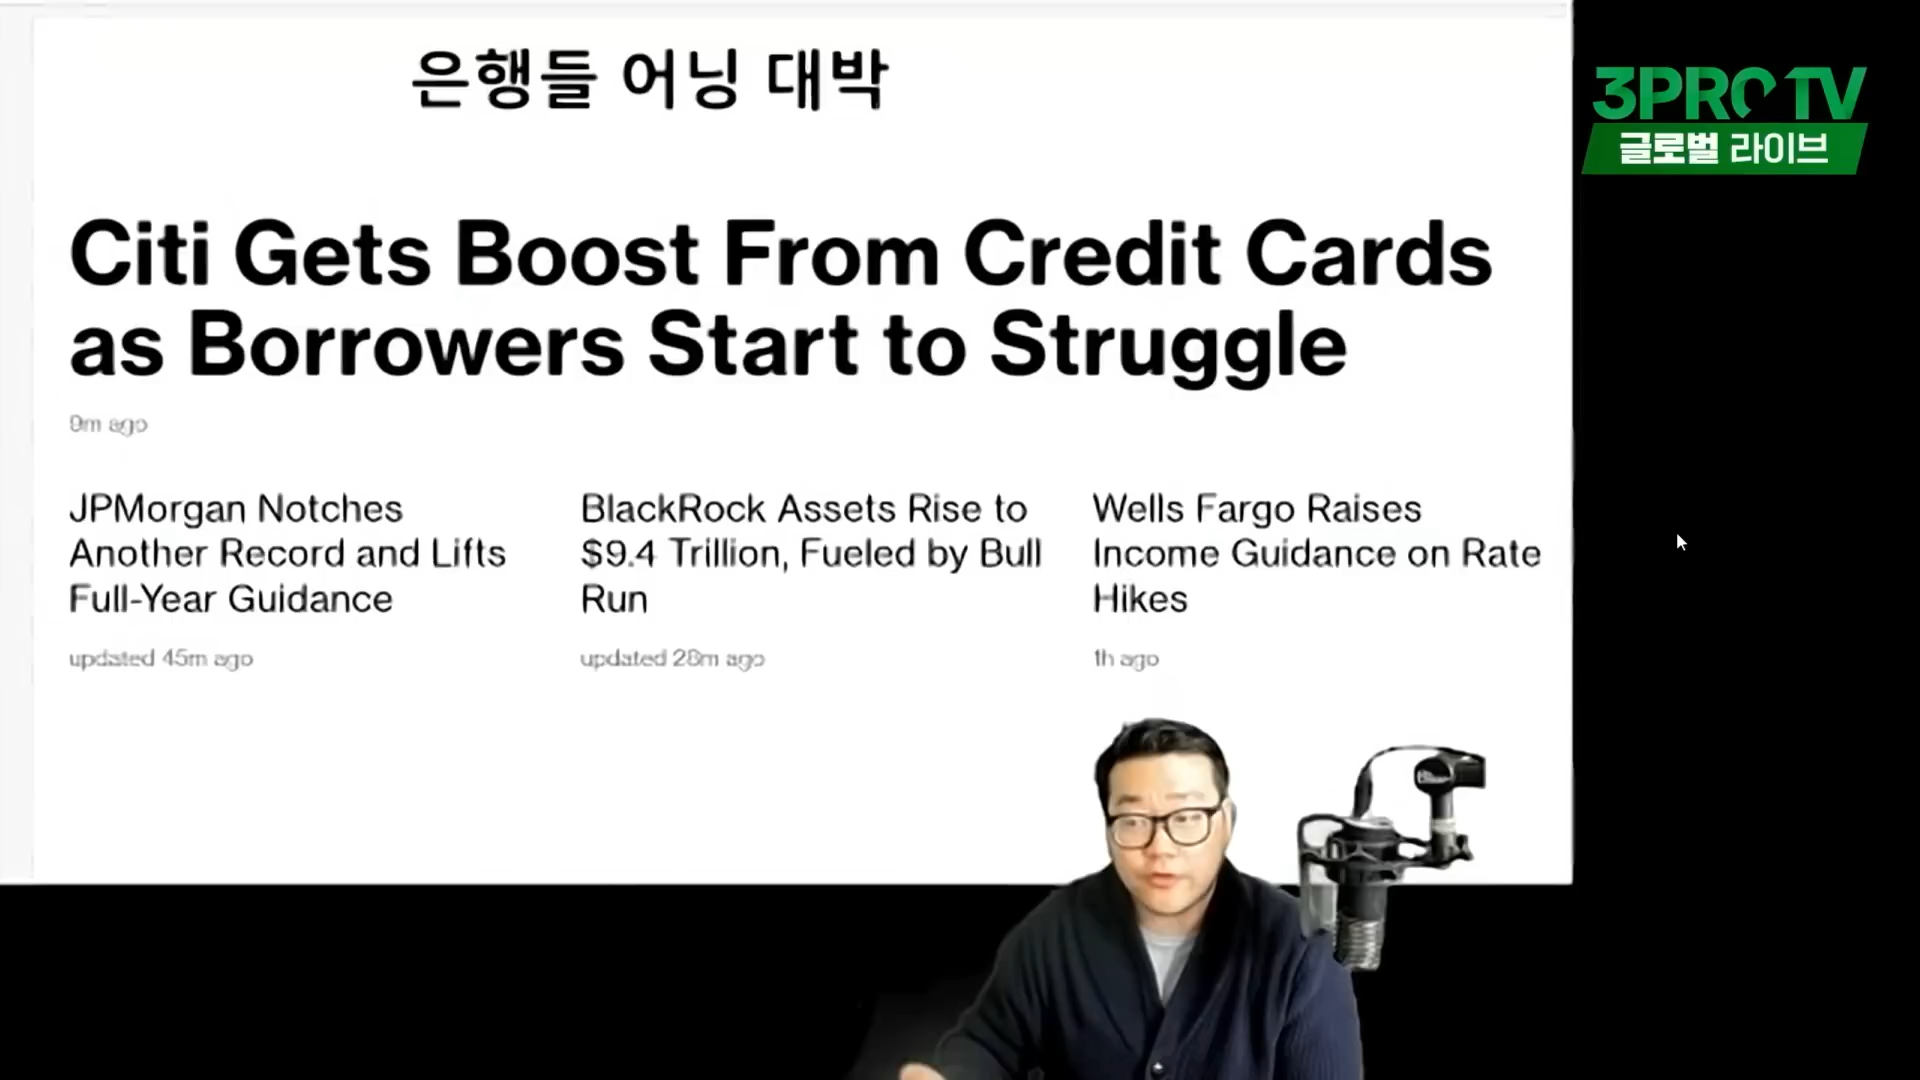 은행들 어닝 대박
3PRO TV
글로벌 라이브
Citi Gets Boost From Credit Cards
as Borrowers Start to Struggle
9m ago
JPMorgan Notches
Another Record and Lifts
Full-Year Guidance
updated 45m ago
BlackRock Assets Rise to
$9.4 Trillion, Fueled by Bull
Run
updated 28m ago
Wells Fargo Raises
Income Guidance on Rate
Hikes
1h ago